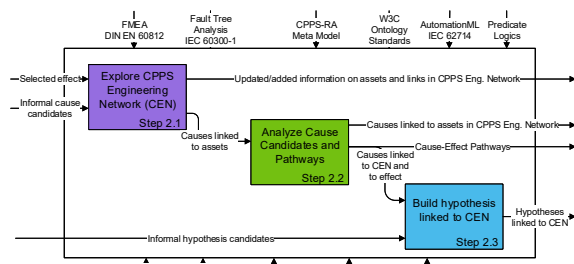 FMEA
DIN EN 60812
Fault Tree
Analysis
IEC 60300-1
CPPS-RA
Meta Model
W3C
Ontology
Standards
AutomationML
IEC 62714
Predicate
Logics
Selected effect
Informal cause
candidates
Explore CPPS
Engineering
Network (CEN)
Step 2.1
Updated/added information on assets and links in CPPS Eng. Network
Causes linked
to assets
Analyze Cause
Candidates and
Pathways
Step 2.2
Causes linked to assets in CPPS Eng. Network
Cause-Effect Pathways
Causes linked
to CEN and
to effect
Build hypothesis
linked to CEN
Step 2.3
Hypotheses
linked to CEN
Informal hypothesis candidates